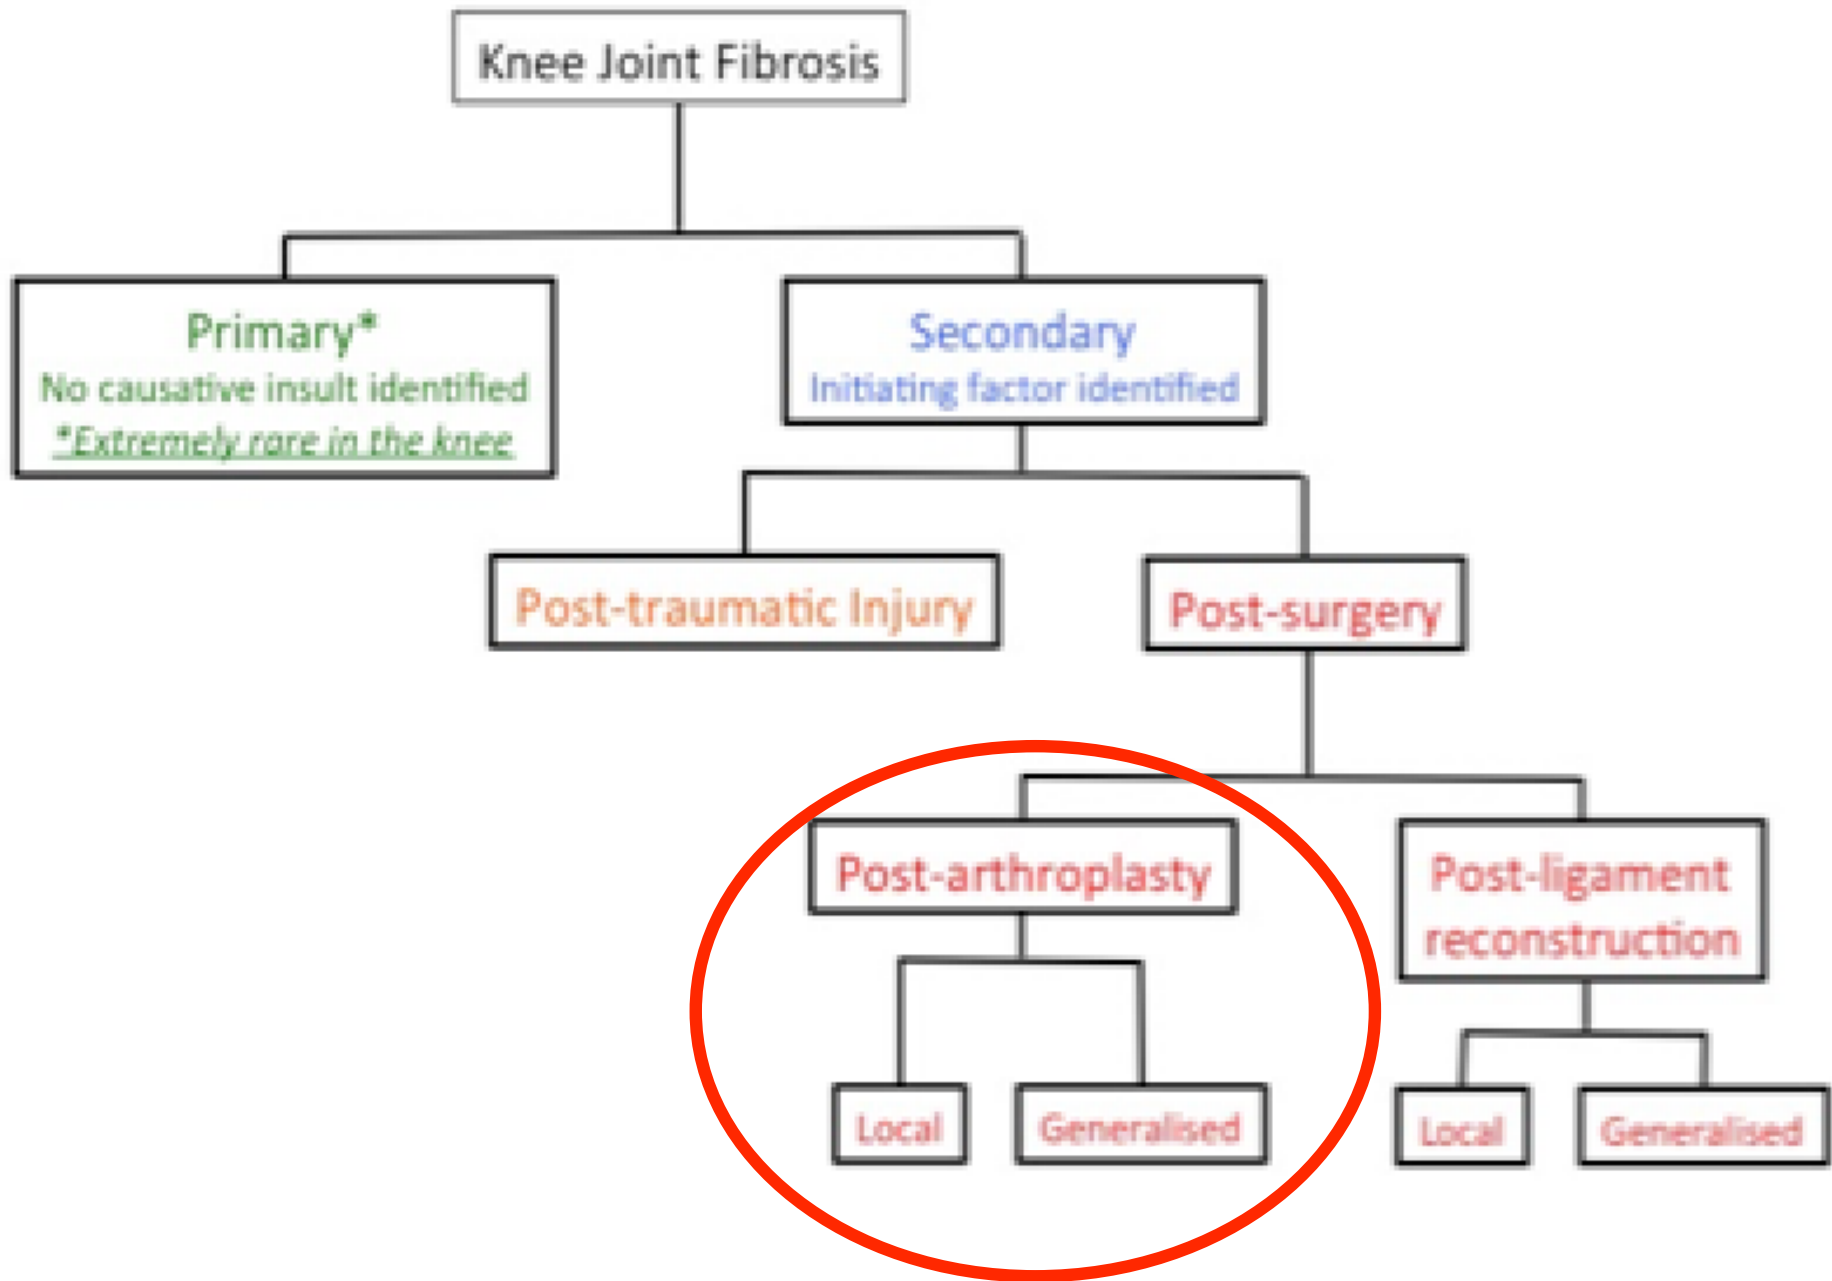 Knee Joint Fibrosis
Primary*
No causative insult identified
*Extremely rare in the knee
Secondary
Initiating factor identified
Post-traumatic Injury
Post-surgery
Post-arthroplasty
Post-ligament
reconstruction
Local
Generalised
Local
Generalised